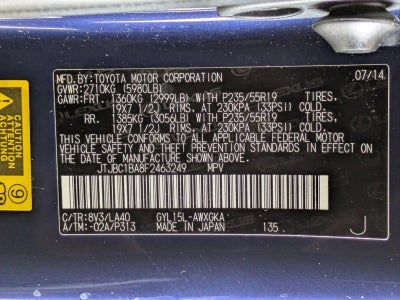 MFD.BY:TOYOTA MOTOR CORPORATION 07/14
GVWR:2710KG (5980LB)
GAWR:FRT 1360KG (2999LB) WITH P235/55R19 TIRES,
19X7 1/2J RIMS, AT 230KPA (33PSI) COLD.
RR. 1385KG (3056LB) WITH P235/55R19 TIRES,
19X7 1/2J RIMS, AT 230KPA (33PSI) COLD.
THIS VEHICLE CONFORMS TO ALL APPLICABLE FEDERAL MOTOR
VEHICLE SAFETY AND THEFT PREVENTION STANDARDS IN EFFECT
ON THE DATE OF MANUFACTURE SHOWN ABOVE.
JTJBC1BA8F2463249 MPV
C/TR:8V3/LA40 GYL15L-AWXGKA
A/TM:-02A/P313 MADE IN JAPAN 135 J